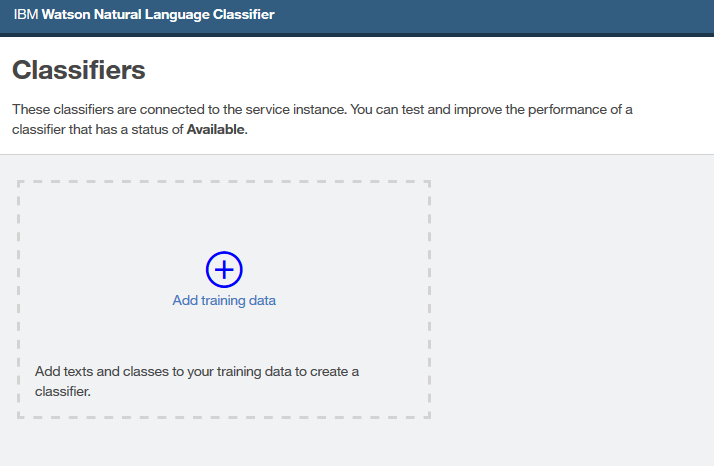 IBM Watson Natural Language Classifier
Classifiers
These classifiers are connected to the service instance. You can test and improve the performance of a
classifier that has a status of Available.
Add training data
Add texts and classes to your training data to create a
classifier.